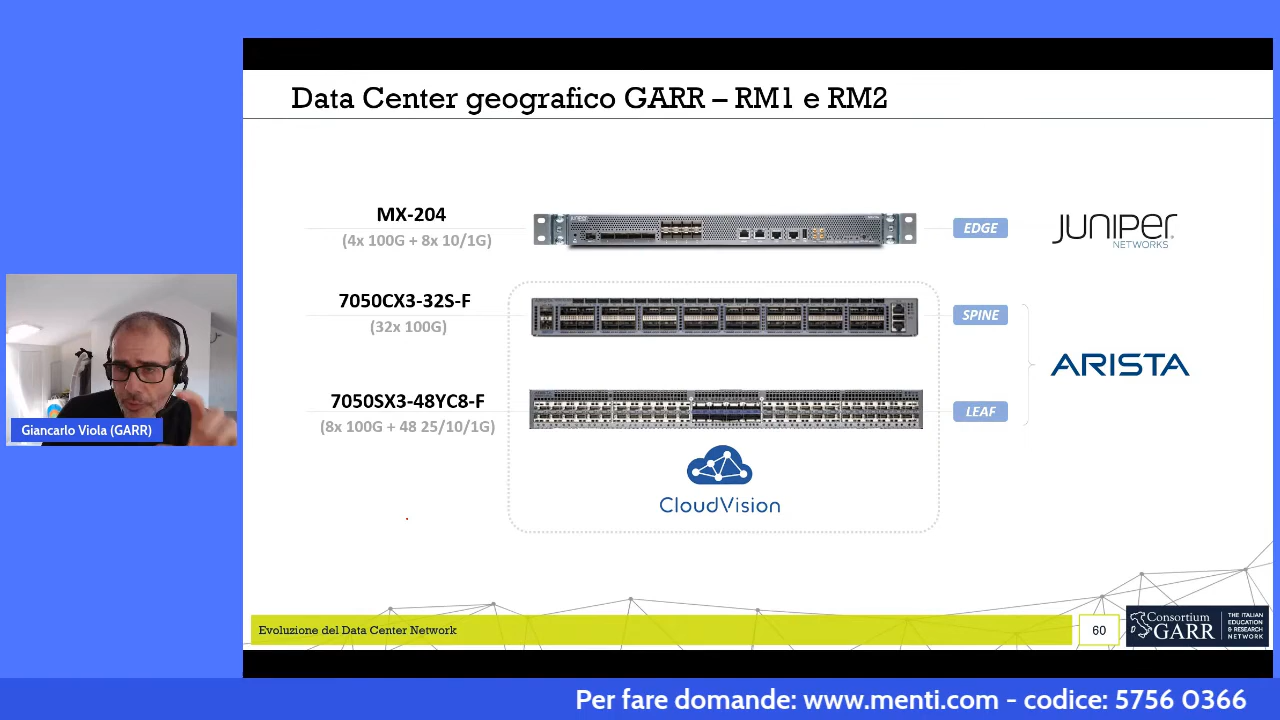 Data Center geografico GARR – RM1 e RM2
MX-204
(4x 100G + 8x 10/1G)
EDGE
JUNIPER
NETWORKS
7050CX3-32S-F
(32x 100G)
SPINE
ARISTA
7050SX3-48YC8-F
(8x 100G + 48 25/10/1G)
LEAF
CloudVision
Giancarlo Viola (GARR)
Evoluzione del Data Center Network
60
Consortium
GARR
THE ITALIAN
EDUCATION
& RESEARCH
NETWORK
Per fare domande: www.menti.com - codice: 5756 0366